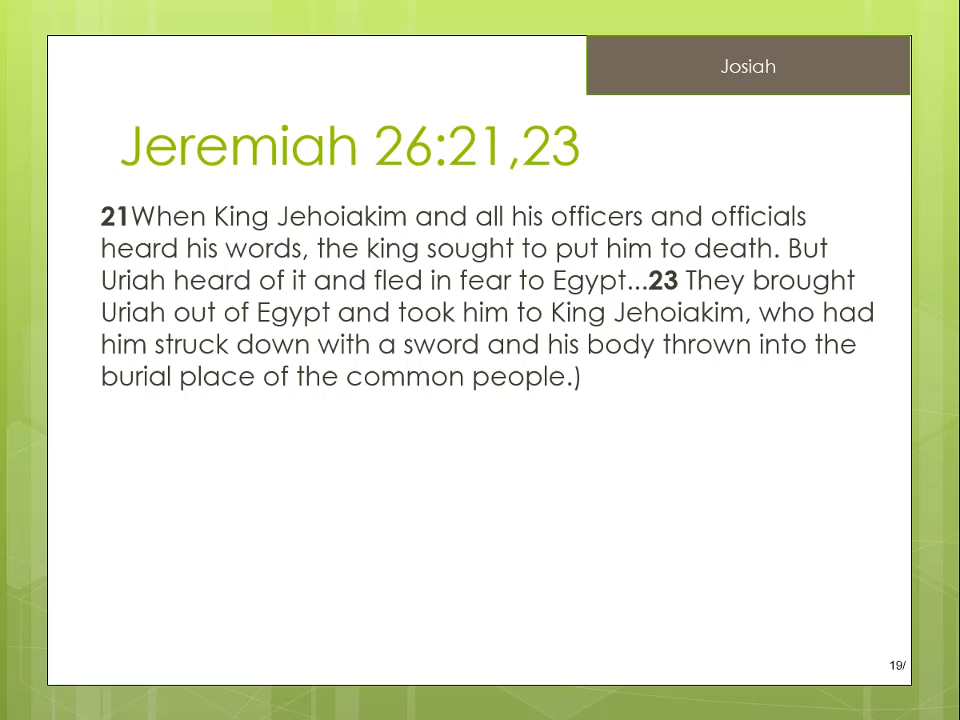 Josiah
Jeremiah 26:21,23
21When King Jehoiakim and all his officers and officials
heard his words, the king sought to put him to death. But
Uriah heard of it and fled in fear to Egypt...23 They brought
Uriah out of Egypt and took him to King Jehoiakim, who had
him struck down with a sword and his body thrown into the
burial place of the common people.)
19/